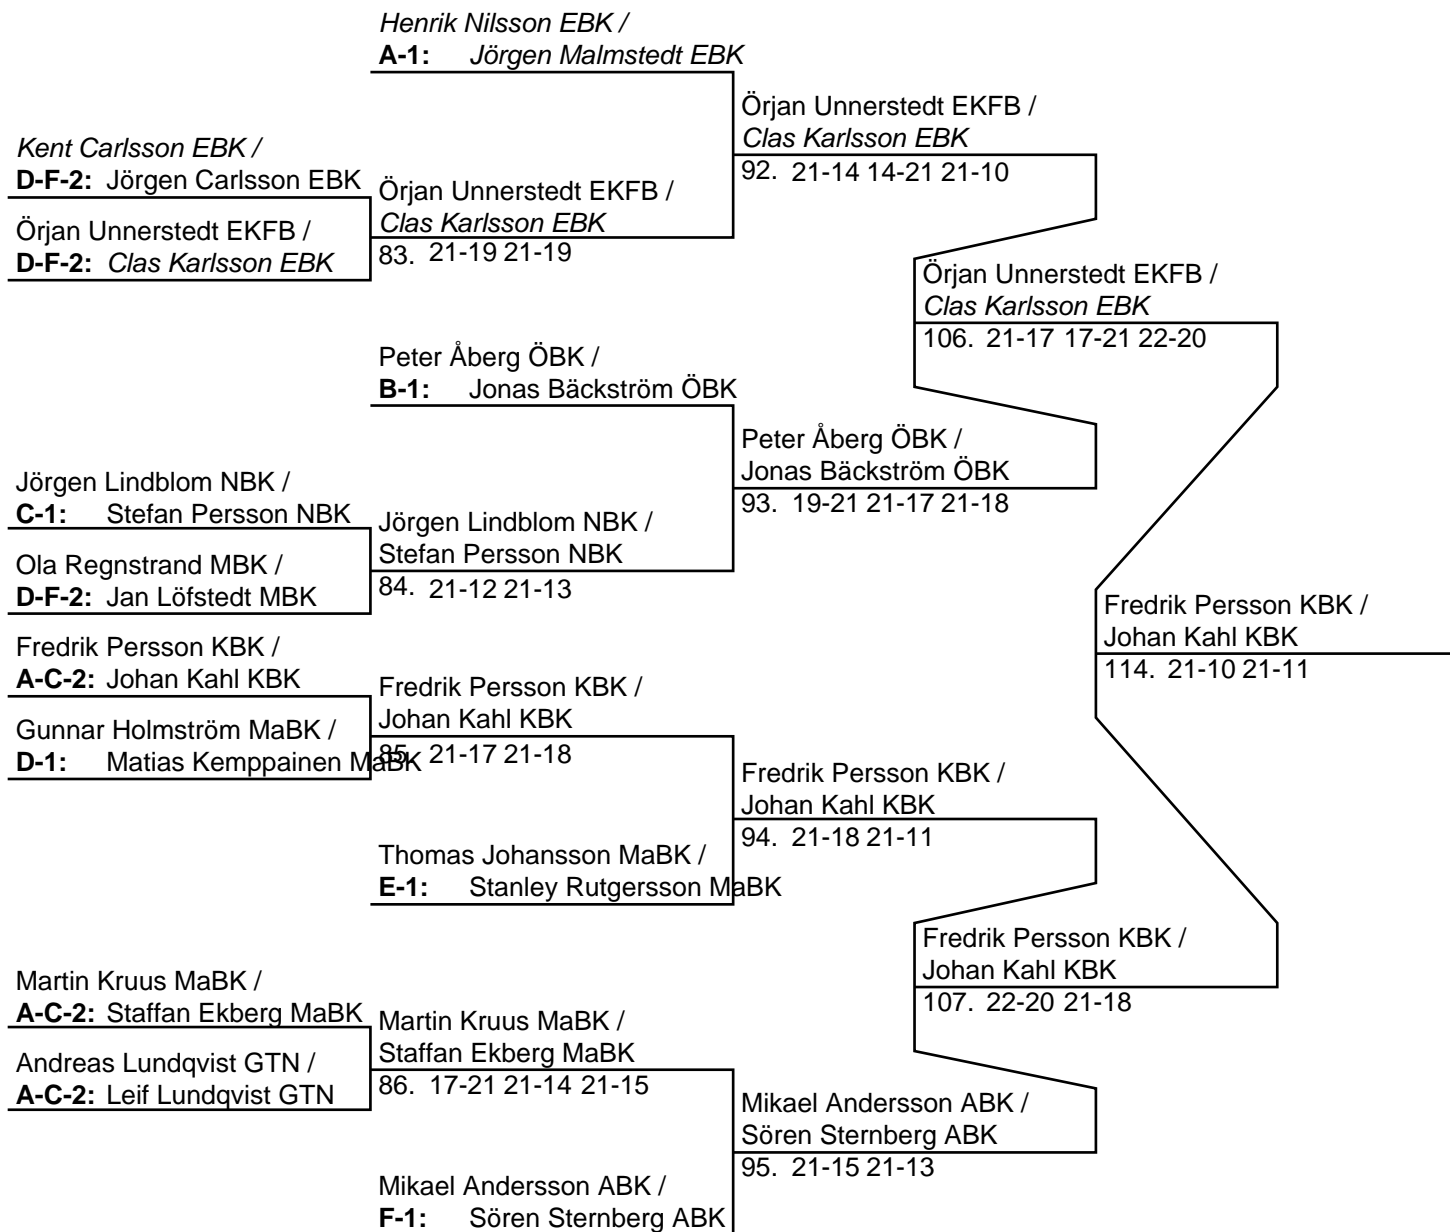 Henrik Nilsson EBK /
A-1: Jörgen Malmstedt EBK
Örjan Unnerstedt EKFB /
Clas Karlsson EBK
92. 21-14 14-21 21-10
Kent Carlsson EBK /
D-F-2: Jörgen Carlsson EBK
Örjan Unnerstedt EKFB /
Clas Karlsson EBK
83. 21-19 21-19
Örjan Unnerstedt EKFB /
D-F-2: Clas Karlsson EBK
Örjan Unnerstedt EKFB /
Clas Karlsson EBK
106. 21-17 17-21 22-20
Peter Åberg ÖBK /
B-1: Jonas Bäckström ÖBK
Peter Åberg ÖBK /
Jonas Bäckström ÖBK
93. 19-21 21-17 21-18
Jörgen Lindblom NBK /
C-1: Stefan Persson NBK
Jörgen Lindblom NBK /
Stefan Persson NBK
84. 21-12 21-13
Ola Regnstrand MBK /
D-F-2: Jan Löfstedt MBK
Fredrik Persson KBK /
Johan Kahl KBK
114. 21-10 21-11
Fredrik Persson KBK /
A-C-2: Johan Kahl KBK
Fredrik Persson KBK /
Johan Kahl KBK
85. 21-17 21-18
Gunnar Holmström MaBK /
D-1: Matias Kemppainen MaBK
Fredrik Persson KBK /
Johan Kahl KBK
94. 21-18 21-11
Thomas Johansson MaBK /
E-1: Stanley Rutgersson MaBK
Fredrik Persson KBK /
Johan Kahl KBK
107. 22-20 21-18
Martin Kruus MaBK /
A-C-2: Staffan Ekberg MaBK
Martin Kruus MaBK /
Staffan Ekberg MaBK
86. 17-21 21-14 21-15
Andreas Lundqvist GTN /
A-C-2: Leif Lundqvist GTN
Mikael Andersson ABK /
Sören Sternberg ABK
95. 21-15 21-13
Mikael Andersson ABK /
F-1: Sören Sternberg ABK